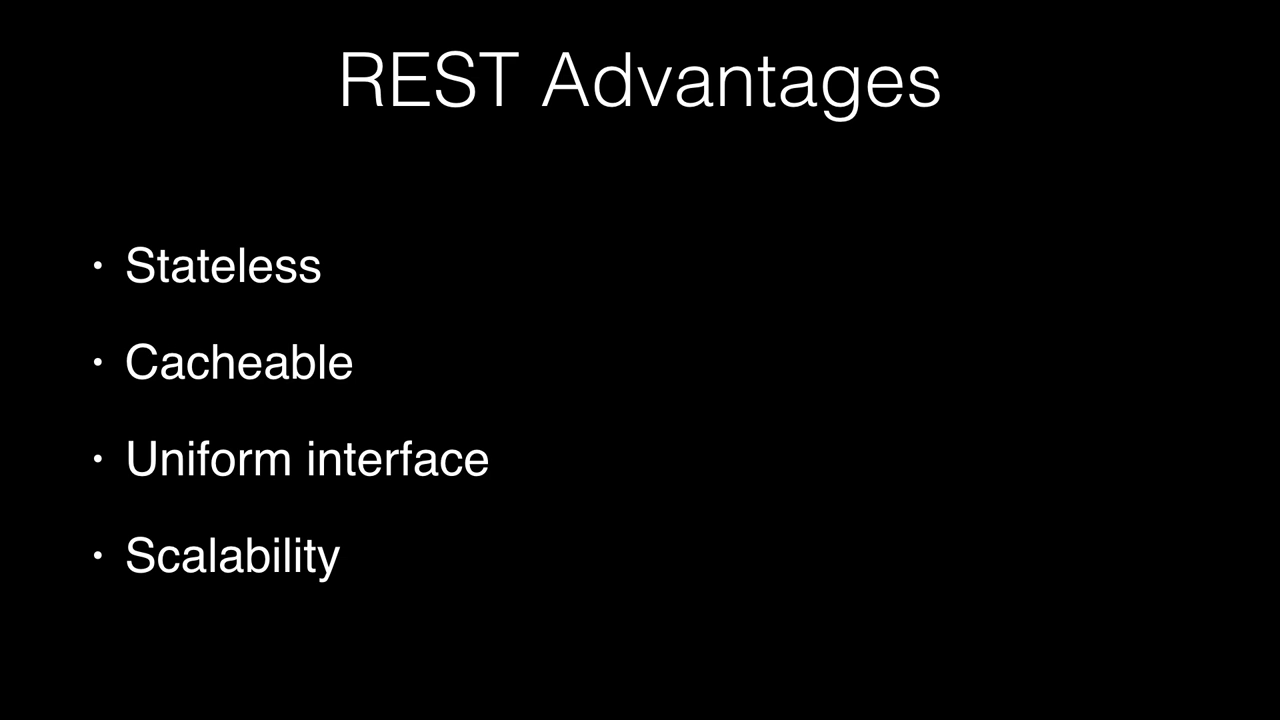 REST Advantages
• Stateless
• Cacheable
• Uniform interface
• Scalability